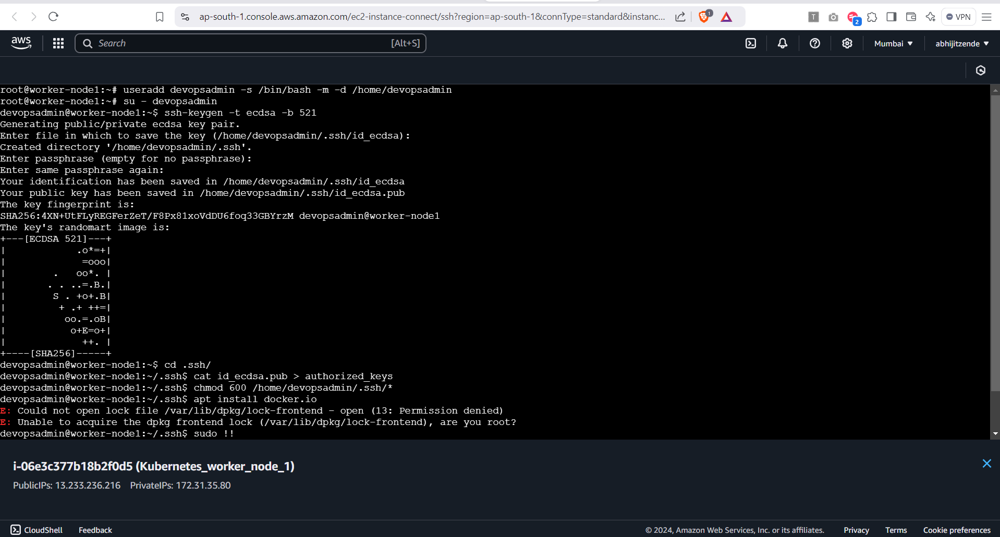 ap-south-1.console.aws.amazon.com/ec2-instance-connect/ssh?region=ap-south-1&connType=standard&instanc...
1
T
2
VPN
aws
Search
[Alt+S]
Mumbai ▼
abhijitzende ▼
root@worker-node1:~# useradd devopsadmin -s /bin/bash -m -d /home/devopsadmin
root@worker-node1:~# su - devopsadmin
devopsadmin@worker-node1:~$ ssh-keygen -t ecdsa -b 521
Generating public/private ecdsa key pair.
Enter file in which to save the key (/home/devopsadmin/.ssh/id_ecdsa):
Created directory '/home/devopsadmin/.ssh'.
Enter passphrase (empty for no passphrase):
Enter same passphrase again:
Your identification has been saved in /home/devopsadmin/.ssh/id_ecdsa
Your public key has been saved in /home/devopsadmin/.ssh/id_ecdsa.pub
The key fingerprint is:
SHA256:4XN+UtFLyREGFerZeT/F8Px81xoVdDU6foq33GBYrzM devopsadmin@worker-node1
The key's randomart image is:
+---[ECDSA 521]---+
|            .o*=+|
|             =ooo|
|        .   oo*. |
|       . . ..=.B.|
|        S . +o+.B|
|         + .+ ++=|
|          oo.=.oB|
|           o+E=o+|
|             ++. |
+----[SHA256]-----+
devopsadmin@worker-node1:~$ cd .ssh/
devopsadmin@worker-node1:~/.ssh$ cat id_ecdsa.pub > authorized_keys
devopsadmin@worker-node1:~/.ssh$ chmod 600 /home/devopsadmin/.ssh/*
devopsadmin@worker-node1:~/.ssh$ apt install docker.io
E: Could not open lock file /var/lib/dpkg/lock-frontend - open (13: Permission denied)
E: Unable to acquire the dpkg frontend lock (/var/lib/dpkg/lock-frontend), are you root?
devopsadmin@worker-node1:~/.ssh$ sudo !!
i-06e3c377b18b2f0d5 (Kubernetes_worker_node_1)
PublicIPs: 13.233.236.216 PrivateIPs: 172.31.35.80
CloudShell
Feedback
© 2024, Amazon Web Services, Inc. or its affiliates.
Privacy
Terms
Cookie preferences